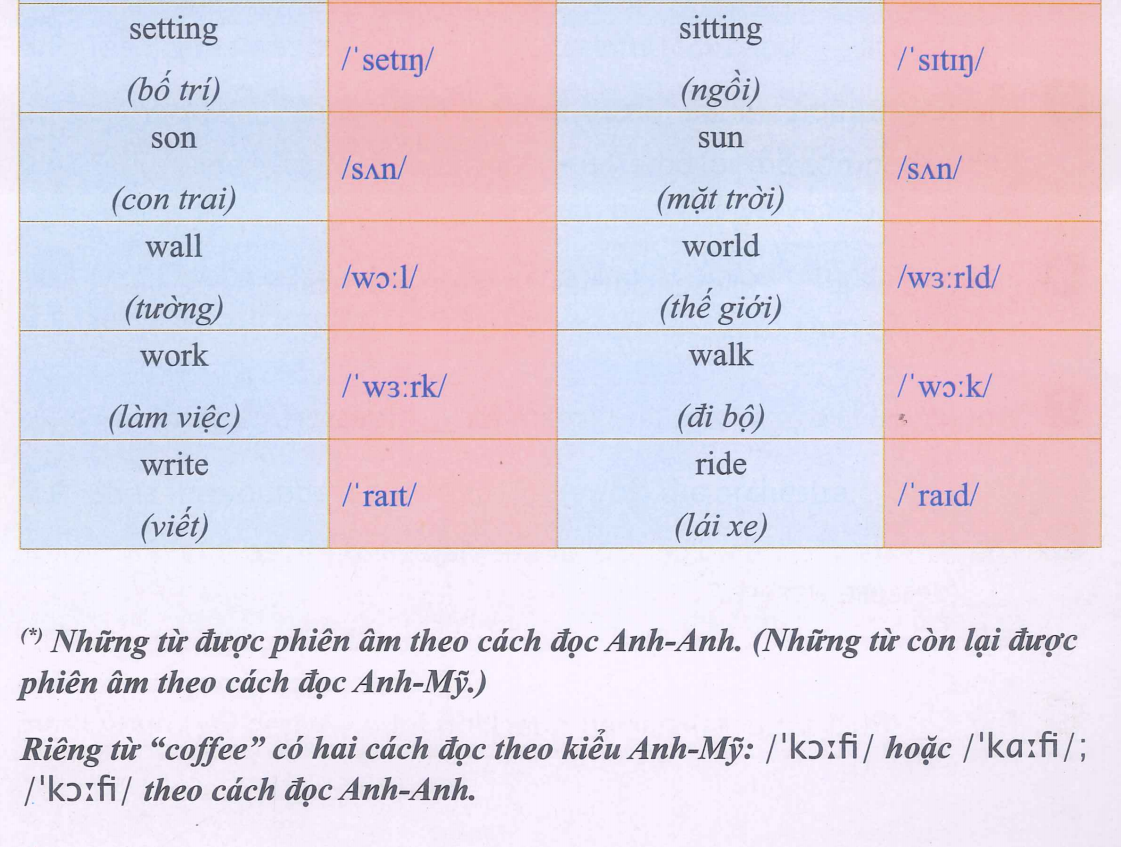 setting /ˈsetɪŋ/ sitting /ˈsɪtɪŋ/
(bố trí) (ngồi)
son /sʌn/ sun /sʌn/
(con trai) (mặt trời)
wall /wɔːl/ world /wɜːrld/
(tường) (thế giới)
work /ˈwɜːrk/ walk /ˈwɔːk/
(làm việc) (đi bộ)
write /ˈraɪt/ ride /ˈraɪd/
(viết) (lái xe)
(*) Những từ được phiên âm theo cách đọc Anh-Anh. (Những từ còn lại được
phiên âm theo cách đọc Anh-Mỹ.)
Riêng từ “coffee” có hai cách đọc theo kiểu Anh-Mỹ: /ˈkɔːfi/ hoặc /ˈkɑːfi/;
/ˈkɔːfi/ theo cách đọc Anh-Anh.